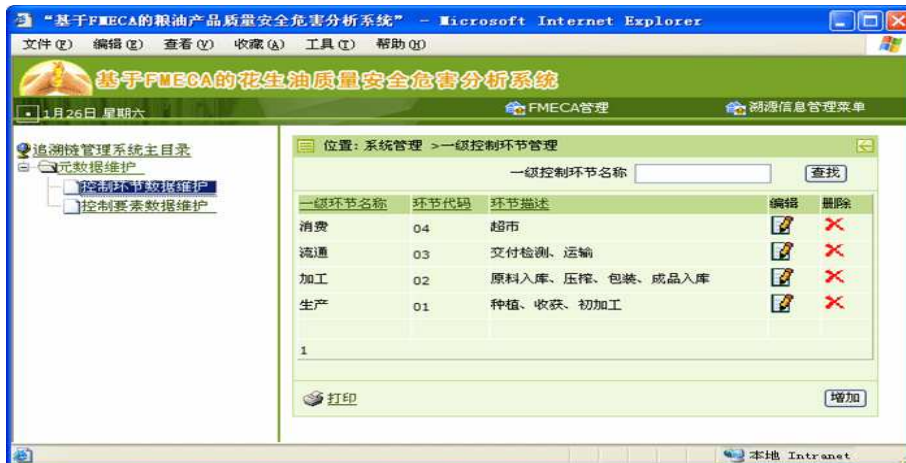 “基于FMECA的粮油产品质量安全危害分析系统” - Microsoft Internet Explorer
文件(F) 编辑(E) 查看(V) 收藏(A) 工具(T) 帮助(H)
基于FMECA的花生油质量安全危害分析系统
1月26日 星期六 FMECA管理 溯源信息管理菜单
追溯链管理系统主目录
元数据维护
控制环节数据维护
控制要素数据维护
位置: 系统管理 >一级控制环节管理
一级控制环节名称 查找
一级环节名称 环节代码 环节描述 编辑 删除
消费 04 超市
流通 03 交付检测、运输
加工 02 原料入库、压榨、包装、成品入库
生产 01 种植、收获、初加工
1
打印 增加
本地 Intranet